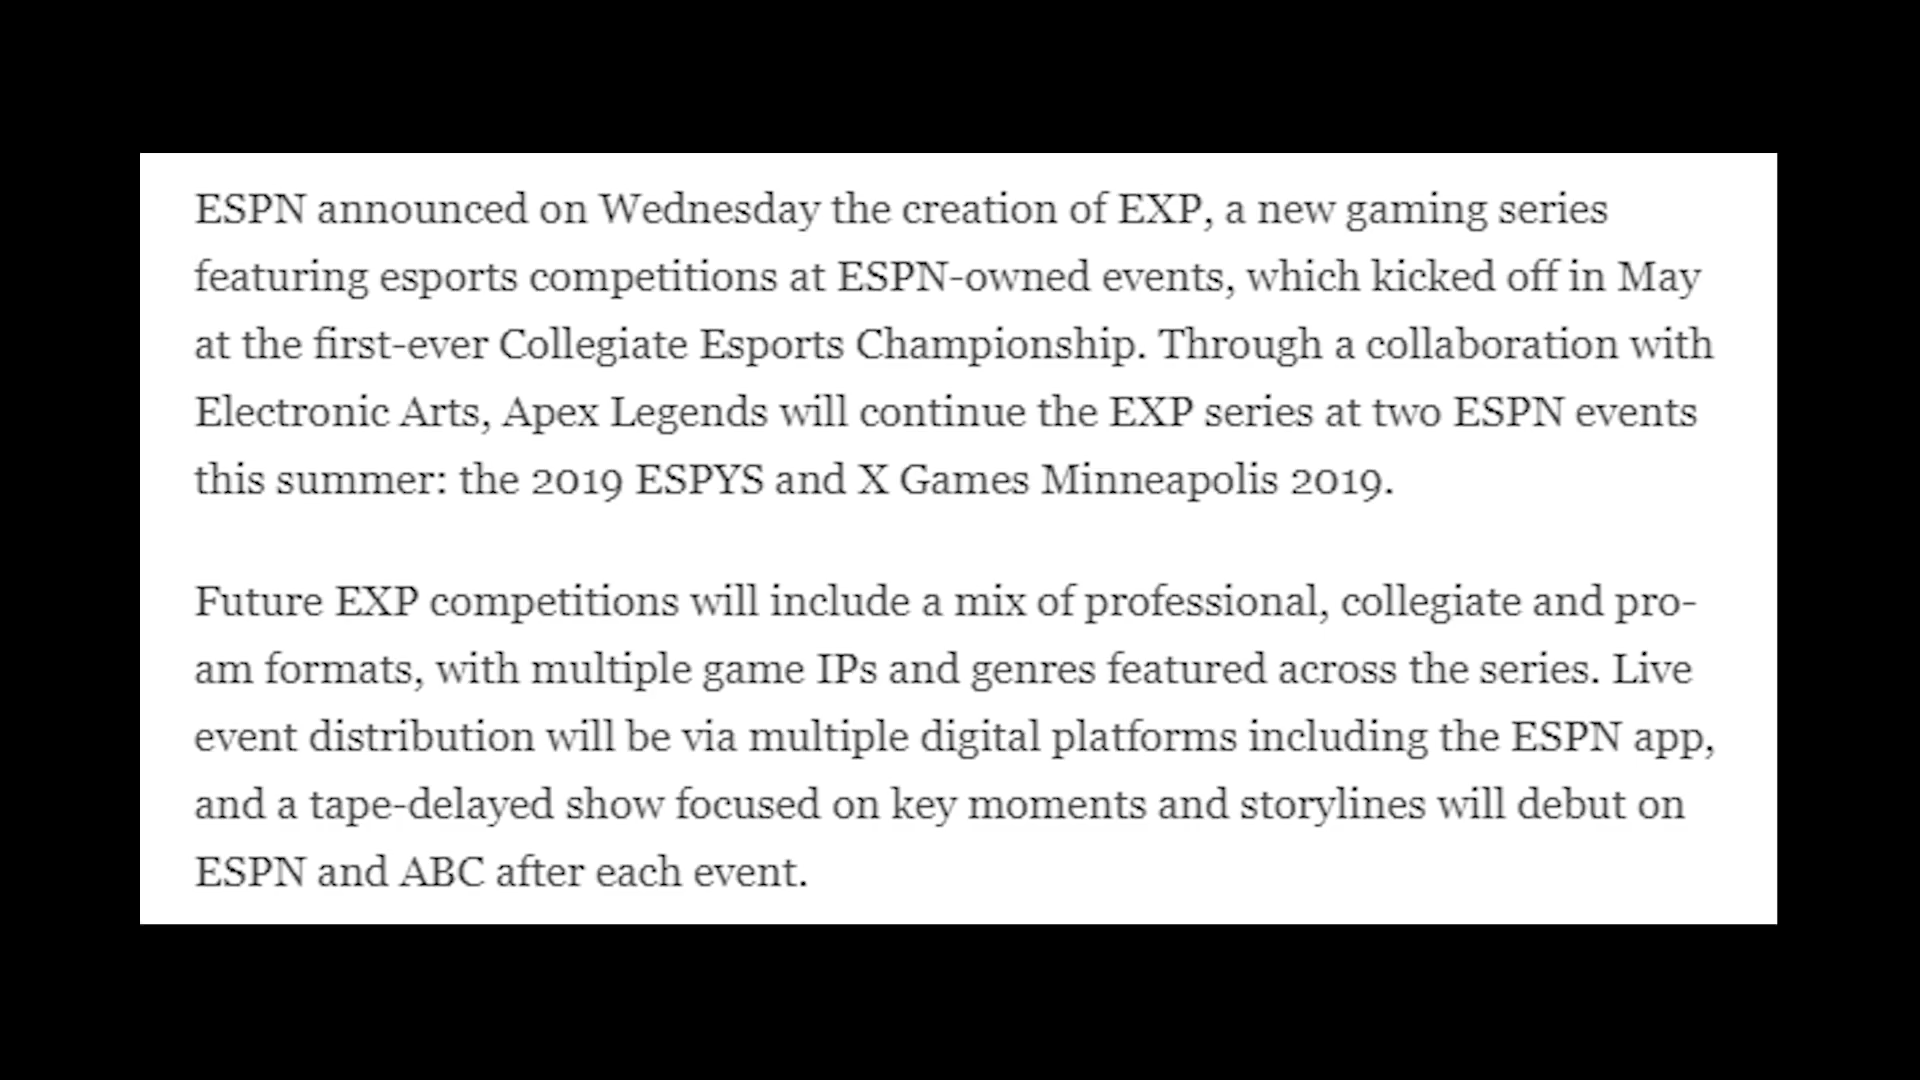 ESPN announced on Wednesday the creation of EXP, a new gaming series
featuring esports competitions at ESPN-owned events, which kicked off in May
at the first-ever Collegiate Esports Championship. Through a collaboration with
Electronic Arts, Apex Legends will continue the EXP series at two ESPN events
this summer: the 2019 ESPYS and X Games Minneapolis 2019.
Future EXP competitions will include a mix of professional, collegiate and pro-
am formats, with multiple game IPs and genres featured across the series. Live
event distribution will be via multiple digital platforms including the ESPN app,
and a tape-delayed show focused on key moments and storylines will debut on
ESPN and ABC after each event.